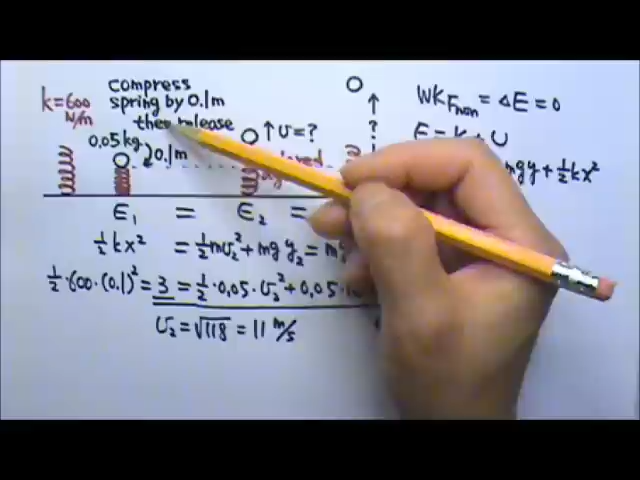 k=600 N/m
compress
spring by 0.1m
then release
0.05kg
0.1m
↑ v=?
?
WK_Fnon = ΔE = 0
E = K + U
mgy + ½kx²
E₁ = E₂ =
½kx² = ½mv₂² + mgy₂ = mg
½·600·(0.1)² = 3 = ½·0.05·v₂² + 0.05·
v₂ = √118 = 11 m/s